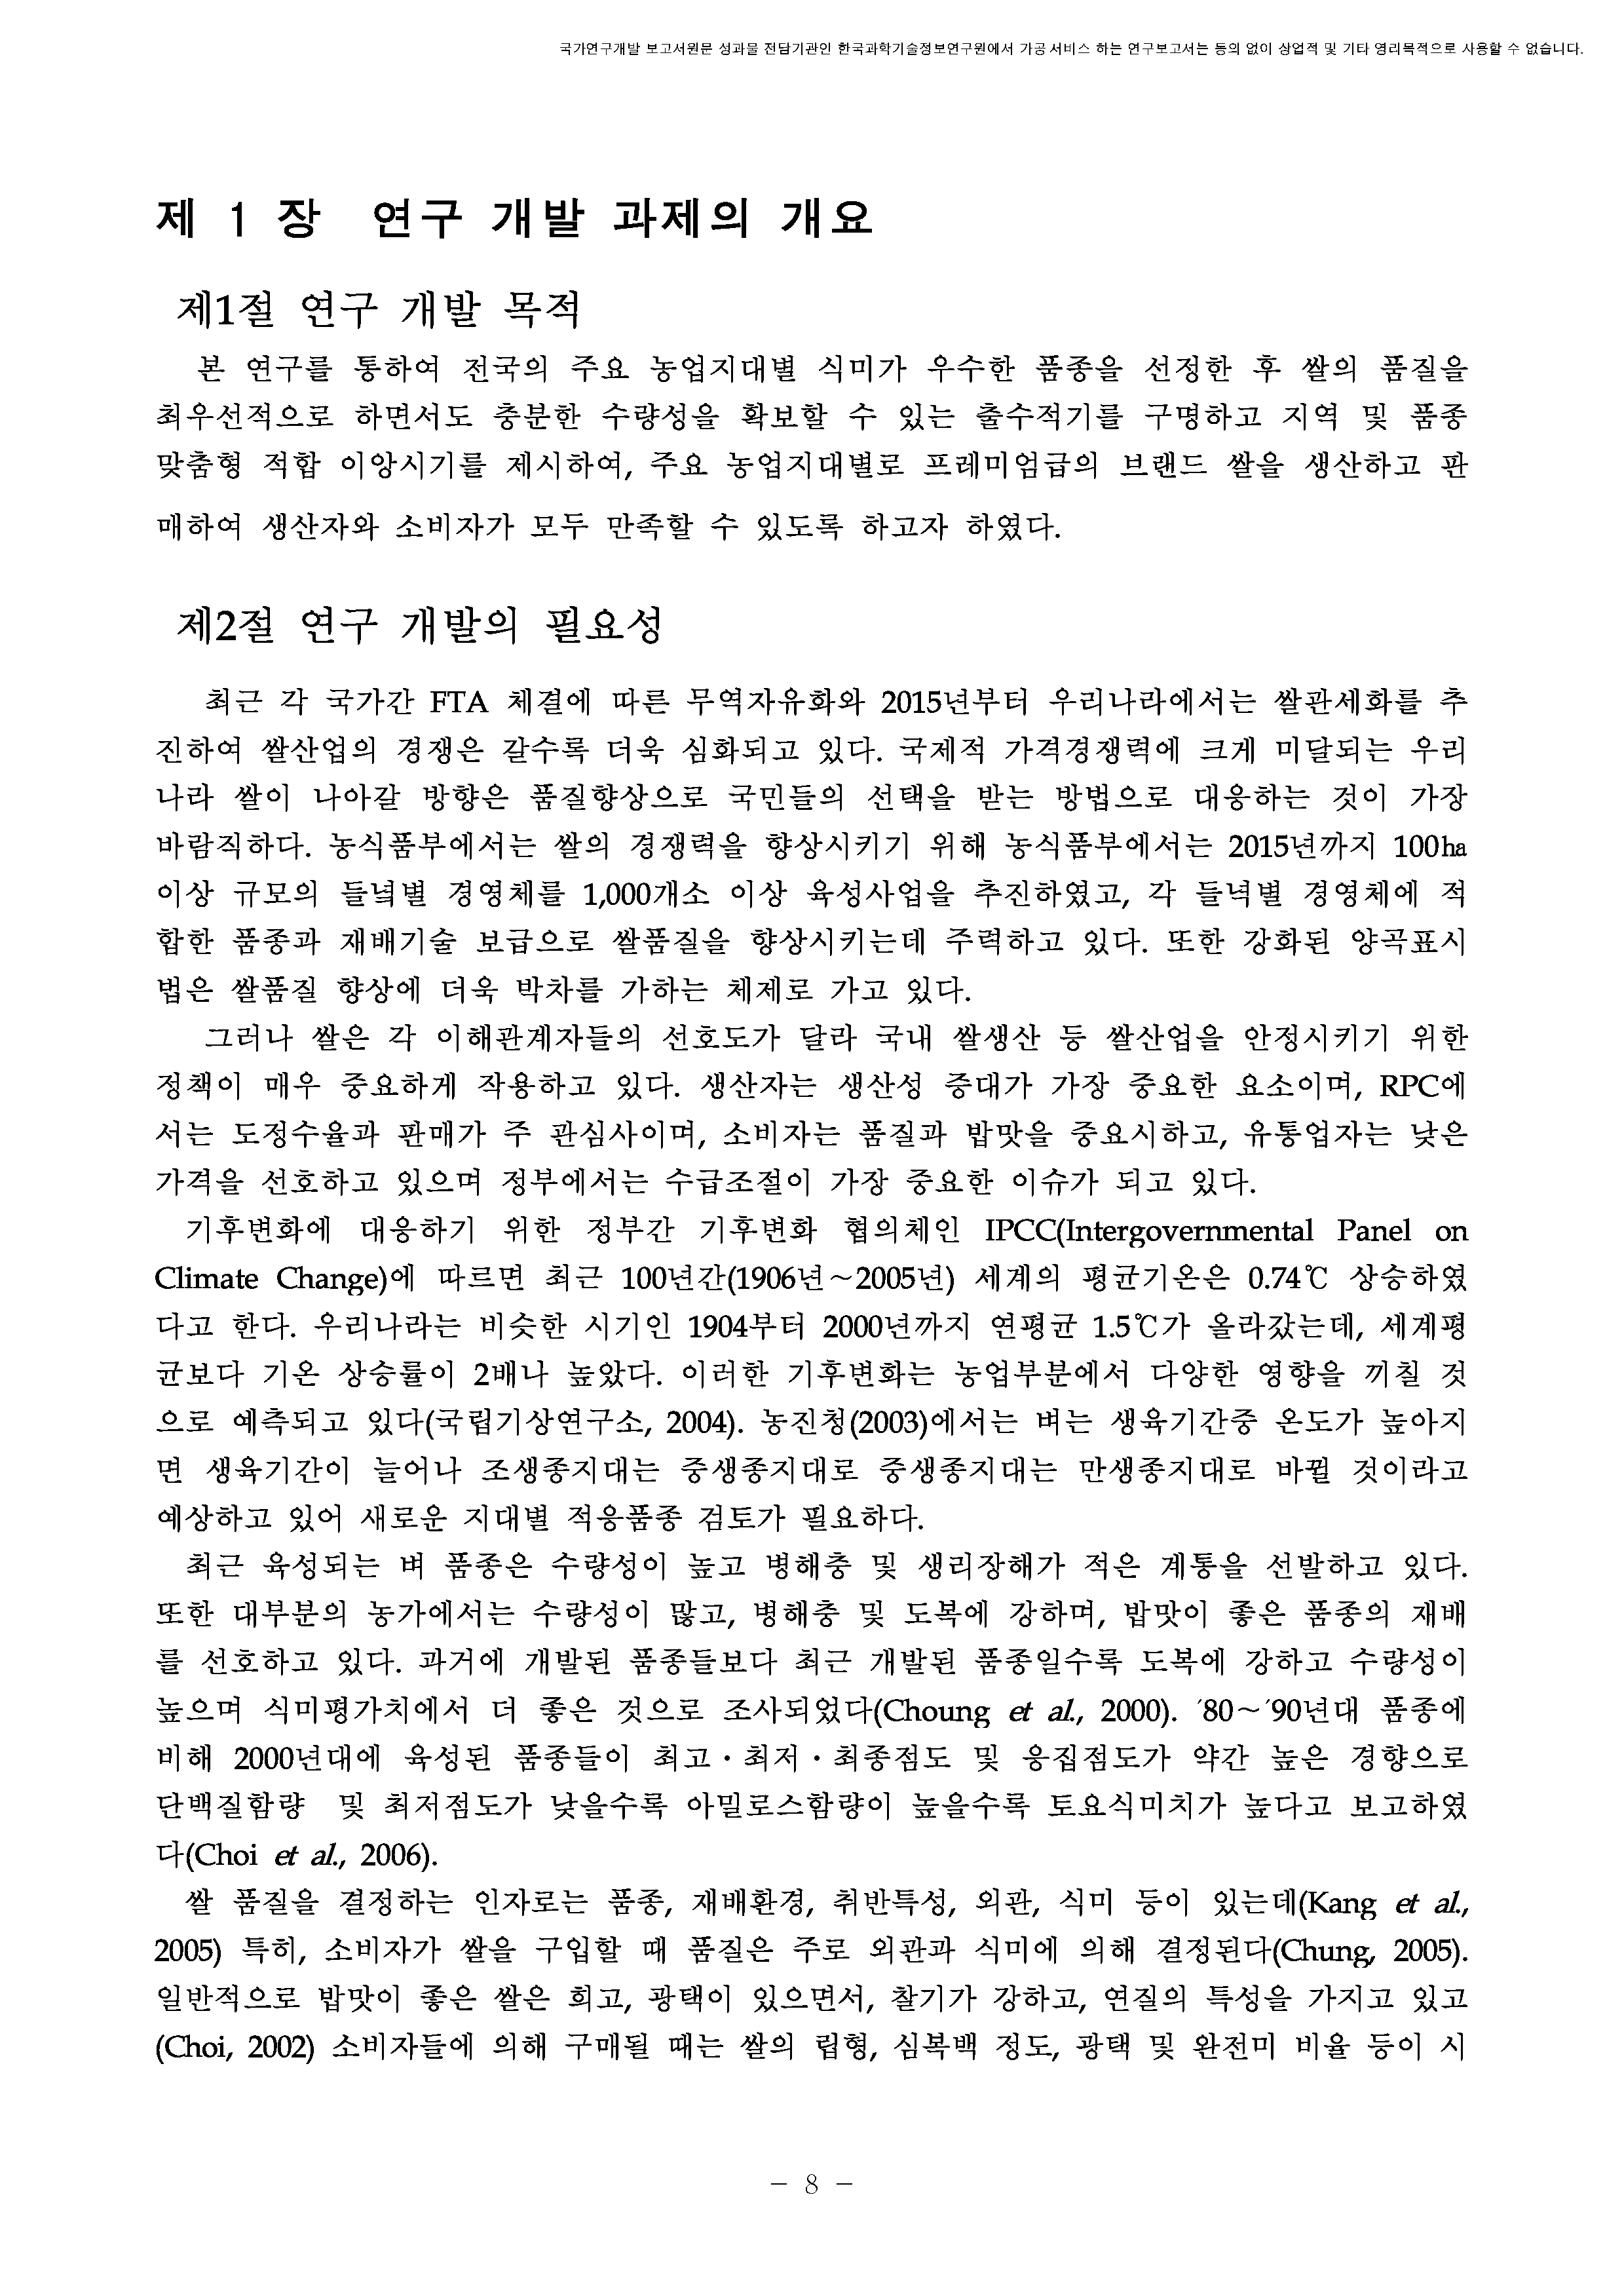 국가연구개발 보고서원문 성과물 전담기관인 한국과학기술정보연구원에서 가공·서비스 하는 연구보고서는 동의 없이 상업적 및 기타 영리목적으로 사용할 수 없습니다.
제 1 장 연구 개발 과제의 개요
제1절 연구 개발 목적
본 연구를 통하여 전국의 주요 농업지대별 식미가 우수한 품종을 선정한 후 쌀의 품질을
최우선적으로 하면서도 충분한 수량성을 확보할 수 있는 출수적기를 구명하고 지역 및 품종
맞춤형 적합 이앙시기를 제시하여, 주요 농업지대별로 프레미엄급의 브랜드 쌀을 생산하고 판
매하여 생산자와 소비자가 모두 만족할 수 있도록 하고자 하였다.
제2절 연구 개발의 필요성
최근 각 국가간 FTA 체결에 따른 무역자유화와 2015년부터 우리나라에서는 쌀관세화를 추
진하여 쌀산업의 경쟁은 갈수록 더욱 심화되고 있다. 국제적 가격경쟁력에 크게 미달되는 우리
나라 쌀이 나아갈 방향은 품질향상으로 국민들의 선택을 받는 방법으로 대응하는 것이 가장
바람직하다. 농식품부에서는 쌀의 경쟁력을 향상시키기 위해 농식품부에서는 2015년까지 100ha
이상 규모의 들녘별 경영체를 1,000개소 이상 육성사업을 추진하였고, 각 들녘별 경영체에 적
합한 품종과 재배기술 보급으로 쌀품질을 향상시키는데 주력하고 있다. 또한 강화된 양곡표시
법은 쌀품질 향상에 더욱 박차를 가하는 체제로 가고 있다.
그러나 쌀은 각 이해관계자들의 선호도가 달라 국내 쌀생산 등 쌀산업을 안정시키기 위한
정책이 매우 중요하게 작용하고 있다. 생산자는 생산성 증대가 가장 중요한 요소이며, RPC에
서는 도정수율과 판매가 주 관심사이며, 소비자는 품질과 밥맛을 중요시하고, 유통업자는 낮은
가격을 선호하고 있으며 정부에서는 수급조절이 가장 중요한 이슈가 되고 있다.
기후변화에 대응하기 위한 정부간 기후변화 협의체인 IPCC(Intergovernmental Panel on
Climate Change)에 따르면 최근 100년간(1906년~2005년) 세계의 평균기온은 0.74℃ 상승하였
다고 한다. 우리나라는 비슷한 시기인 1904부터 2000년까지 연평균 1.5℃가 올라갔는데, 세계평
균보다 기온 상승률이 2배나 높았다. 이러한 기후변화는 농업부분에서 다양한 영향을 끼칠 것
으로 예측되고 있다(국립기상연구소, 2004). 농진청(2003)에서는 벼는 생육기간중 온도가 높아지
면 생육기간이 늘어나 조생종지대는 중생종지대로 중생종지대는 만생종지대로 바뀔 것이라고
예상하고 있어 새로운 지대별 적응품종 검토가 필요하다.
최근 육성되는 벼 품종은 수량성이 높고 병해충 및 생리장해가 적은 계통을 선발하고 있다.
또한 대부분의 농가에서는 수량성이 많고, 병해충 및 도복에 강하며, 밥맛이 좋은 품종의 재배
를 선호하고 있다. 과거에 개발된 품종들보다 최근 개발된 품종일수록 도복에 강하고 수량성이
높으며 식미평가치에서 더 좋은 것으로 조사되었다(Choung et al., 2000). ′80~′90년대 품종에
비해 2000년대에 육성된 품종들이 최고·최저·최종점도 및 응집점도가 약간 높은 경향으로
단백질함량 및 최저점도가 낮을수록 아밀로스함량이 높을수록 토요식미치가 높다고 보고하였
다(Choi et al., 2006).
쌀 품질을 결정하는 인자로는 품종, 재배환경, 취반특성, 외관, 식미 등이 있는데(Kang et al.,
2005) 특히, 소비자가 쌀을 구입할 때 품질은 주로 외관과 식미에 의해 결정된다(Chung, 2005).
일반적으로 밥맛이 좋은 쌀은 희고, 광택이 있으면서, 찰기가 강하고, 연질의 특성을 가지고 있고
(Choi, 2002) 소비자들에 의해 구매될 때는 쌀의 립형, 심복백 정도, 광택 및 완전미 비율 등이 시
- 8 -